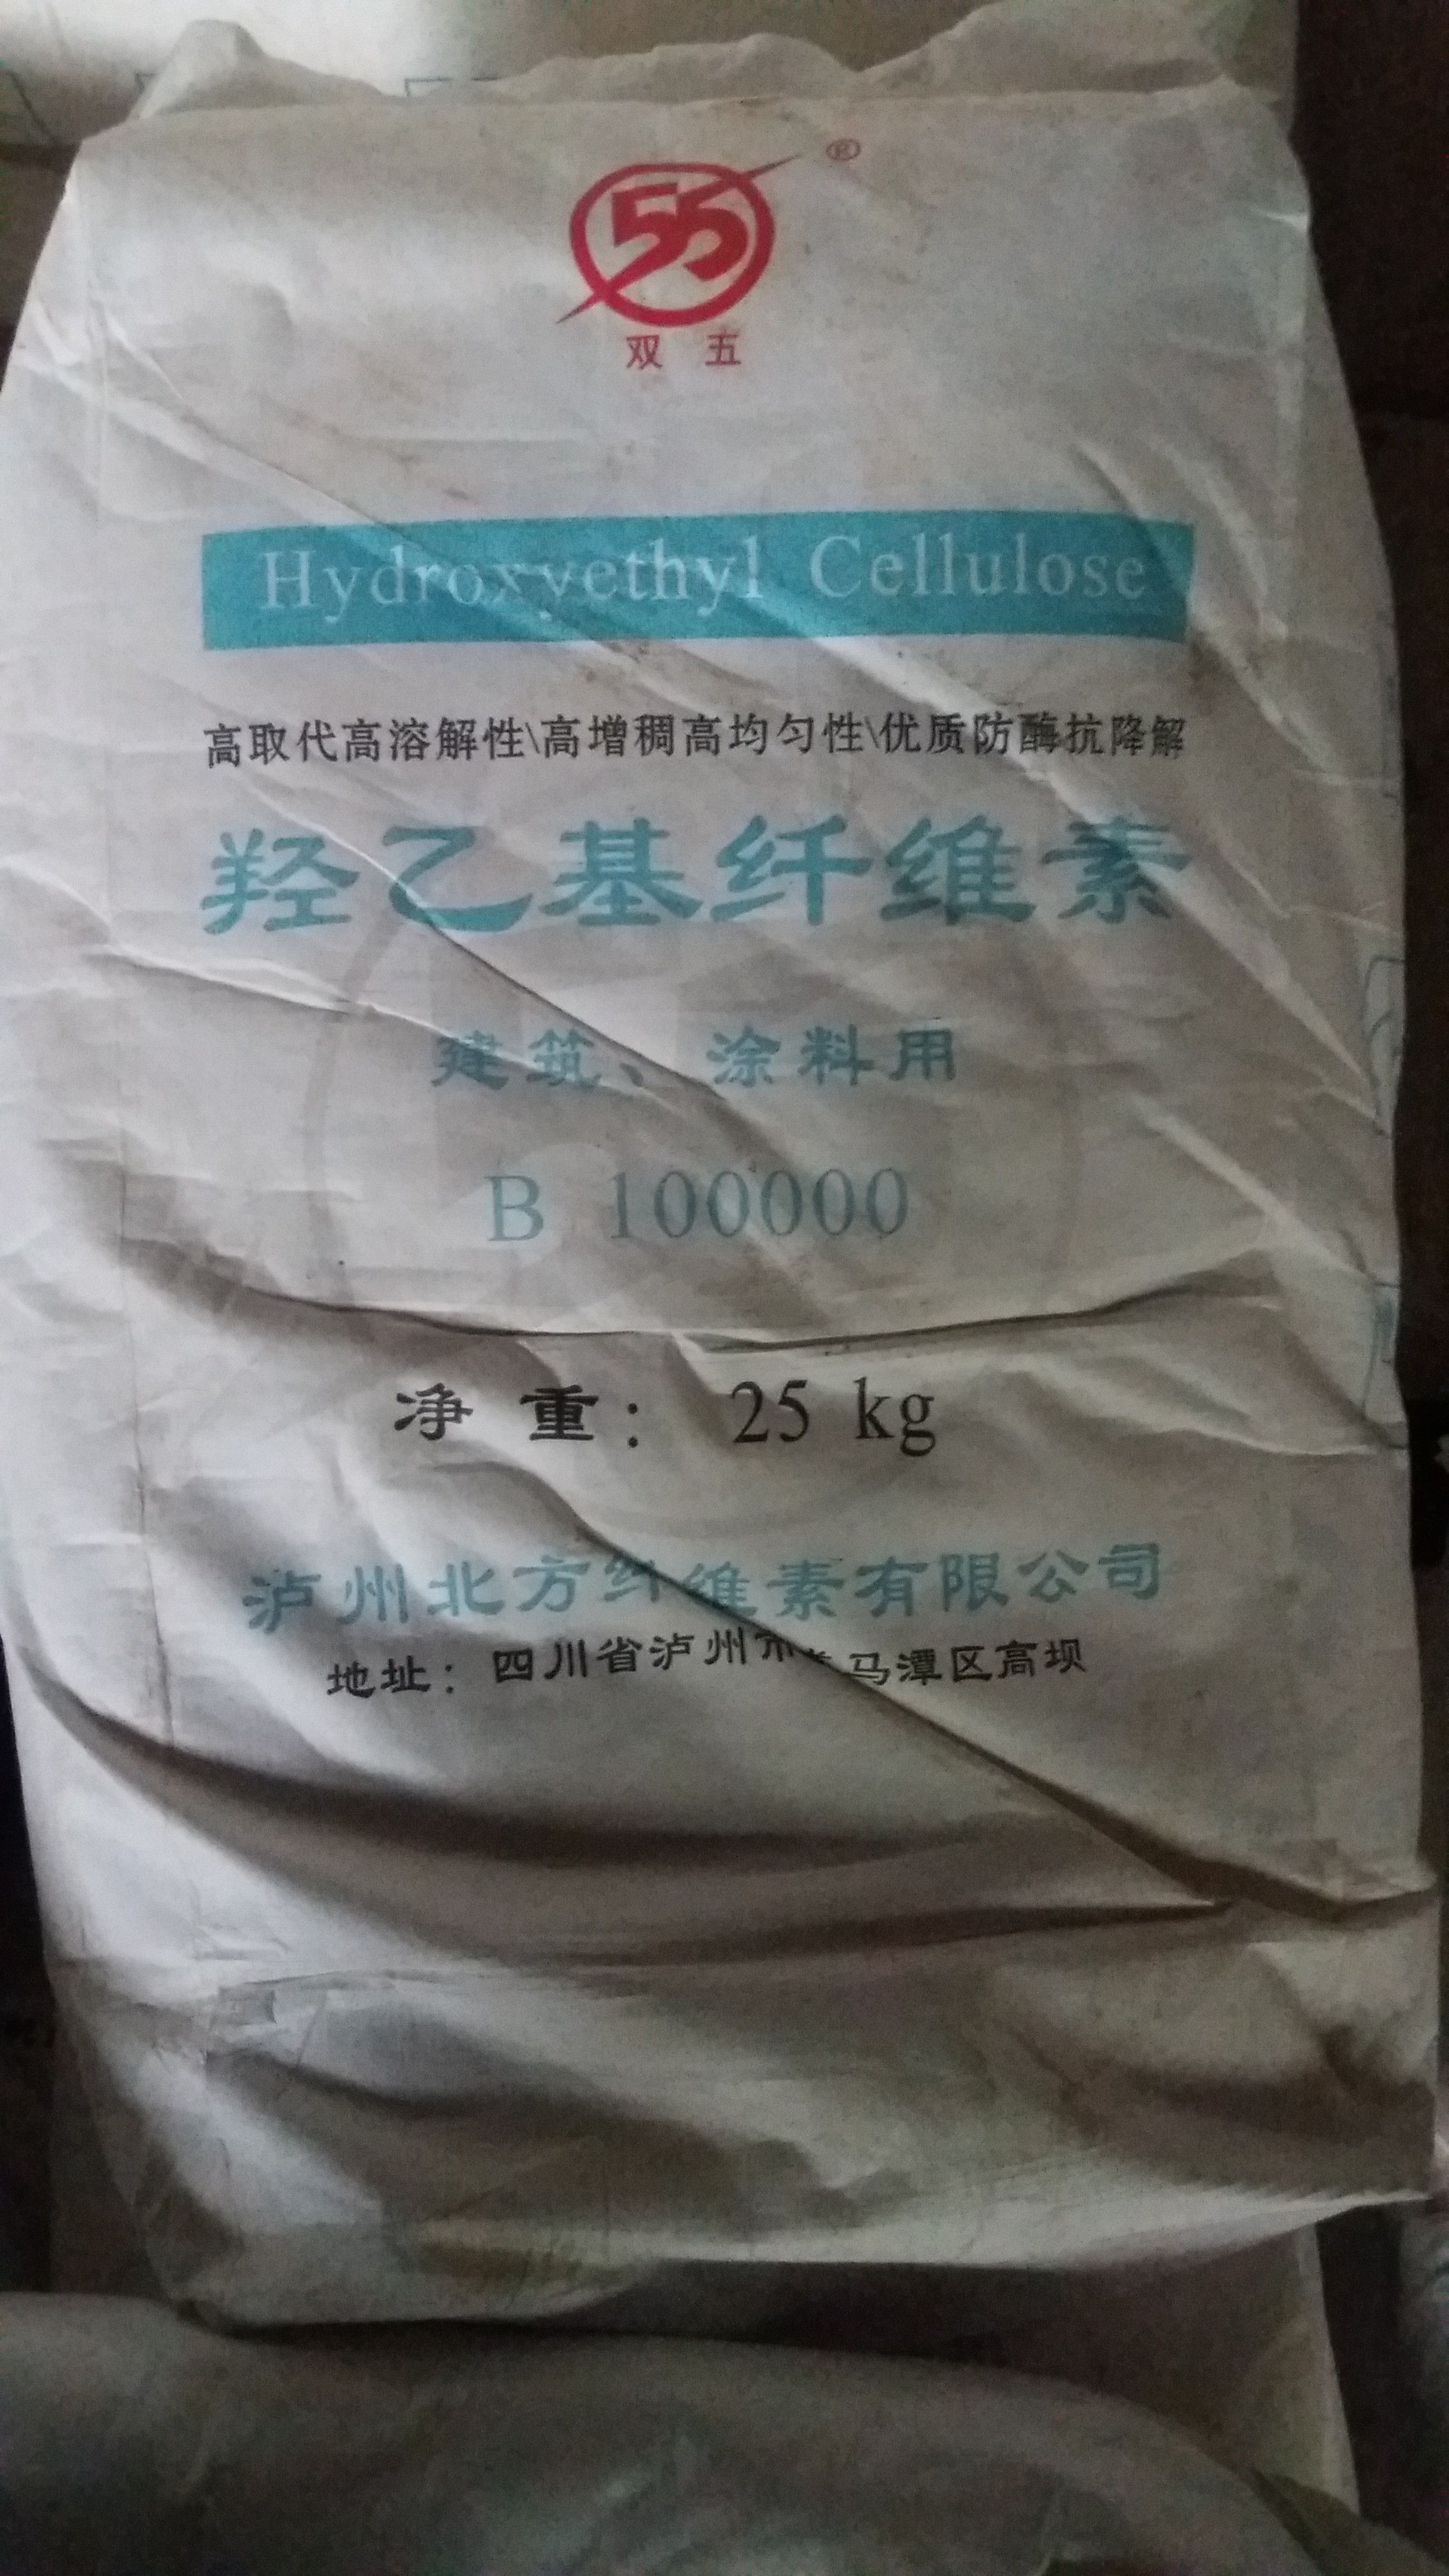 55 ®
双五
Hydroxyethyl Cellulose
高取代高溶解性\高增稠高均匀性\优质防酶抗降解
羟乙基纤维素
建筑、涂料用
B 100000
净重： 25 kg
泸州北方纤维素有限公司
地址：四川省泸州市 马潭区高坝